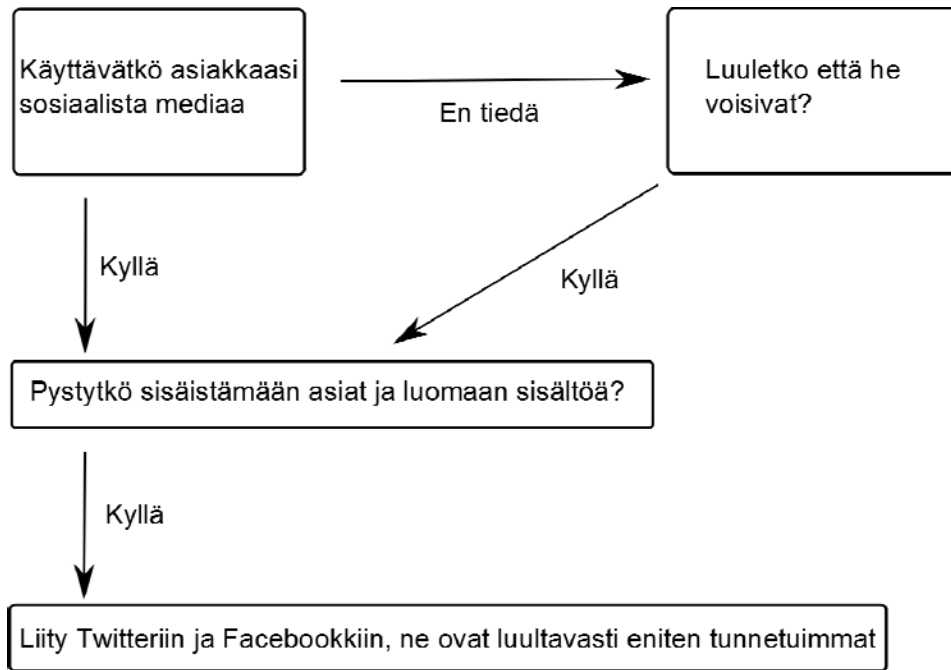 Käyttävätkö asiakkaasi
sosiaalista mediaa
En tiedä
Luuletko että he
voisivat?
Kyllä
Kyllä
Pystytkö sisäistämään asiat ja luomaan sisältöä?
Kyllä
Liity Twitteriin ja Facebookkiin, ne ovat luultavasti eniten tunnetuimmat